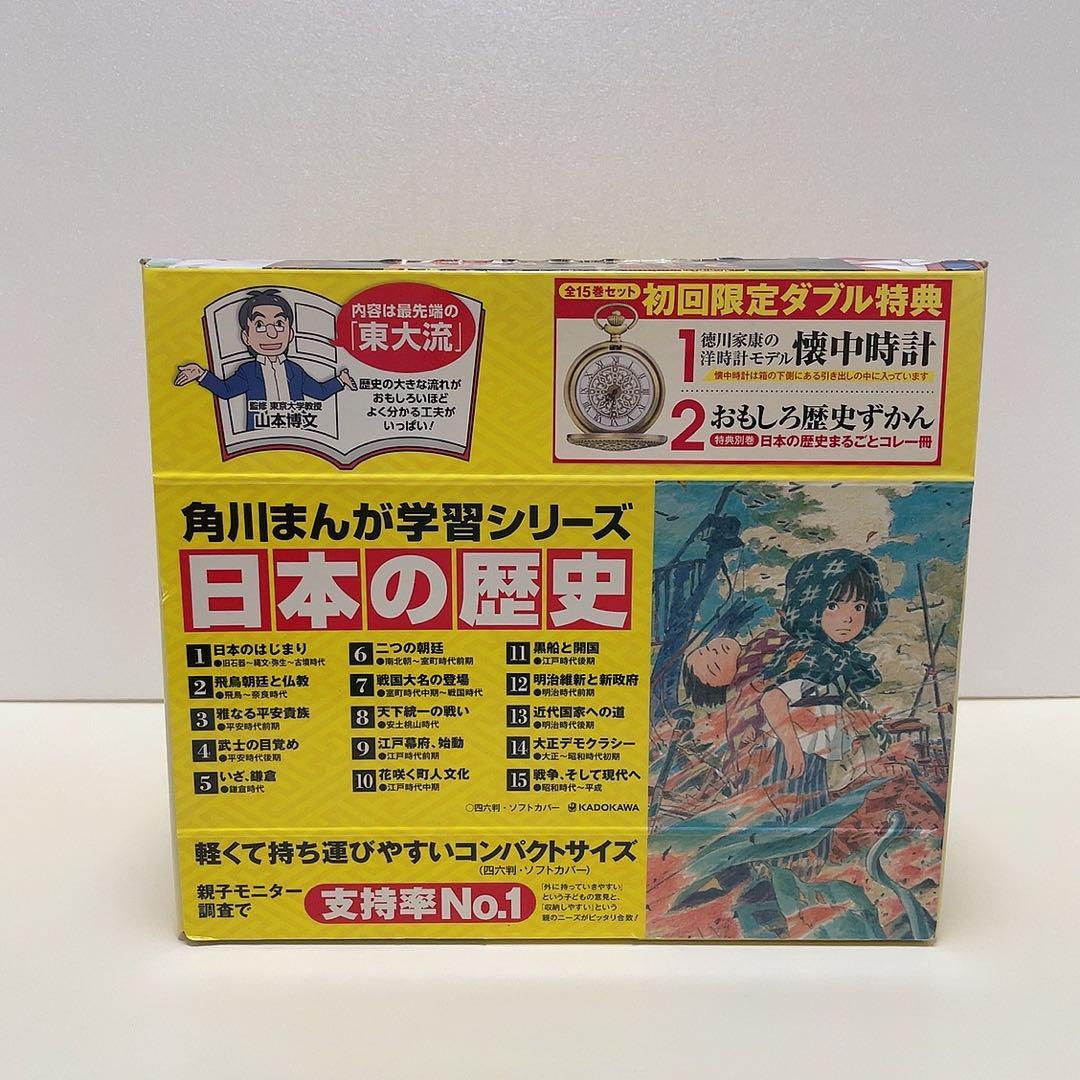 内容は最先端の
「東大流」
歴史の大きな流れが
おもしろいほど
よく分かる工夫が
いっぱい!
監修 東京大学教授
山本博文
全15巻セット 初回限定ダブル特典
1 徳川家康の
洋時計モデル 懐中時計
懐中時計は箱の下側にある引き出しの中に入っています
2 おもしろ歴史ずかん
特典別巻 日本の歴史まるごとコレ一冊
角川まんが学習シリーズ
日本の歴史
1 日本のはじまり
●旧石器〜縄文・弥生〜古墳時代
2 飛鳥朝廷と仏教
●飛鳥〜奈良時代
3 雅なる平安貴族
●平安時代前期
4 武士の目覚め
●平安時代後期
5 いざ、鎌倉
●鎌倉時代
6 二つの朝廷
●南北朝〜室町時代前期
7 戦国大名の登場
●室町時代中期〜戦国時代
8 天下統一の戦い
●安土桃山時代
9 江戸幕府、始動
●江戸時代前期
10 花咲く町人文化
●江戸時代中期
11 黒船と開国
●江戸時代後期
12 明治維新と新政府
●明治時代前期
13 近代国家への道
●明治時代後期
14 大正デモクラシー
●大正〜昭和時代初期
15 戦争、そして現代へ
●昭和時代〜平成
○四六判・ソフトカバー KADOKAWA
軽くて持ち運びやすいコンパクトサイズ
(四六判・ソフトカバー)
親子モニター
調査で
支持率No.1
「外に持っていきやすい」
という子どもの意見と、
「収納しやすい」という
親のニーズがピッタリ合致!